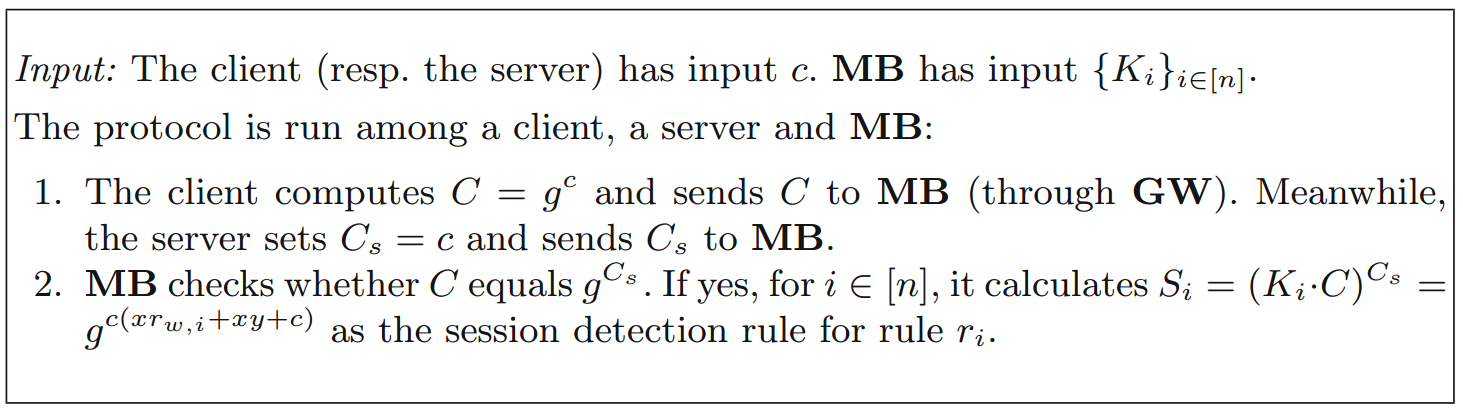 Input: The client (resp. the server) has input c. MB has input {K_i}_{i∈[n]}.
The protocol is run among a client, a server and MB:
1. The client computes C = g^c and sends C to MB (through GW). Meanwhile,
the server sets C_s = c and sends C_s to MB.
2. MB checks whether C equals g^{C_s}. If yes, for i ∈ [n], it calculates S_i = (K_i·C)^{C_s} =
g^{c(xr_{w,i}+xy+c)} as the session detection rule for rule r_i.